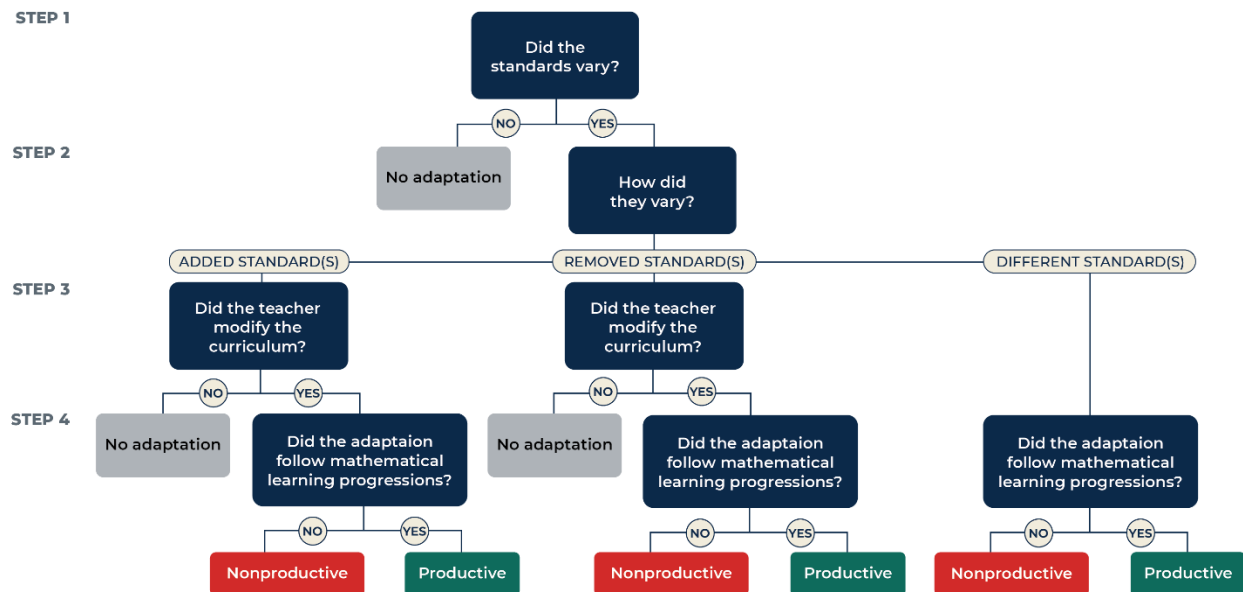 STEP 1
Did the
standards vary?
NO
YES
STEP 2
No adaptation
How did
they vary?
ADDED STANDARD(S)
REMOVED STANDARD(S)
DIFFERENT STANDARD(S)
STEP 3
Did the teacher
modify the
curriculum?
Did the teacher
modify the
curriculum?
NO
YES
NO
YES
STEP 4
No adaptation
Did the adaptaion
follow mathematical
learning progressions?
No adaptation
Did the adaptaion
follow mathematical
learning progressions?
Did the adaptaion
follow mathematical
learning progressions?
NO
YES
NO
YES
NO
YES
Nonproductive
Productive
Nonproductive
Productive
Nonproductive
Productive